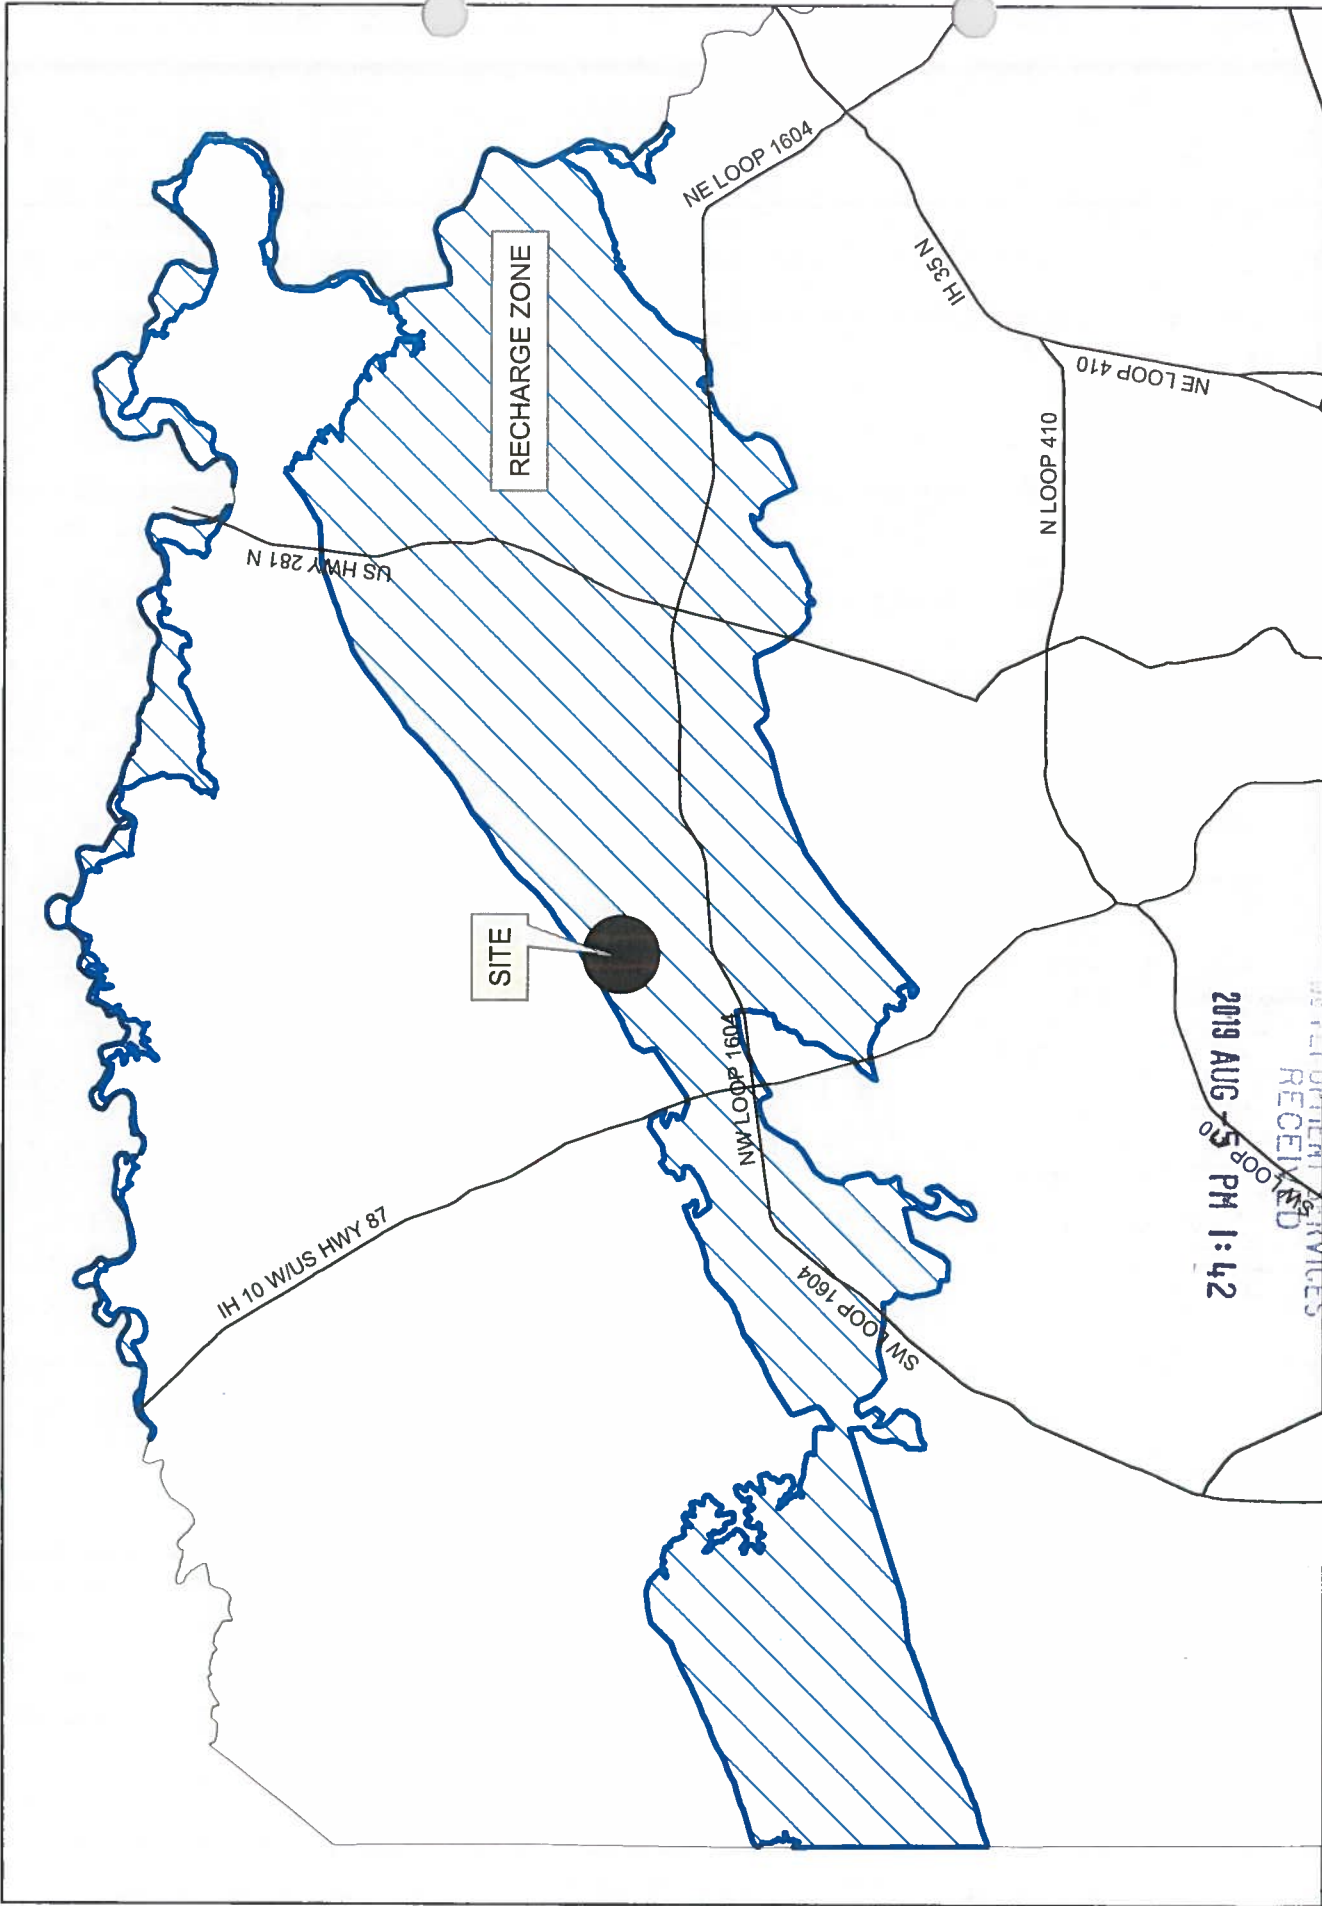 RECHARGE ZONE
SITE
NE LOOP 1604
IH 35 N
NE LOOP 410
N LOOP 410
US HWY 281 N
NW LOOP 1604
IH 10 W/US HWY 87
SW LOOP 1604
SW LOOP 410
SERVICES
RECEIVED
2019 AUG -5 PM 1:42